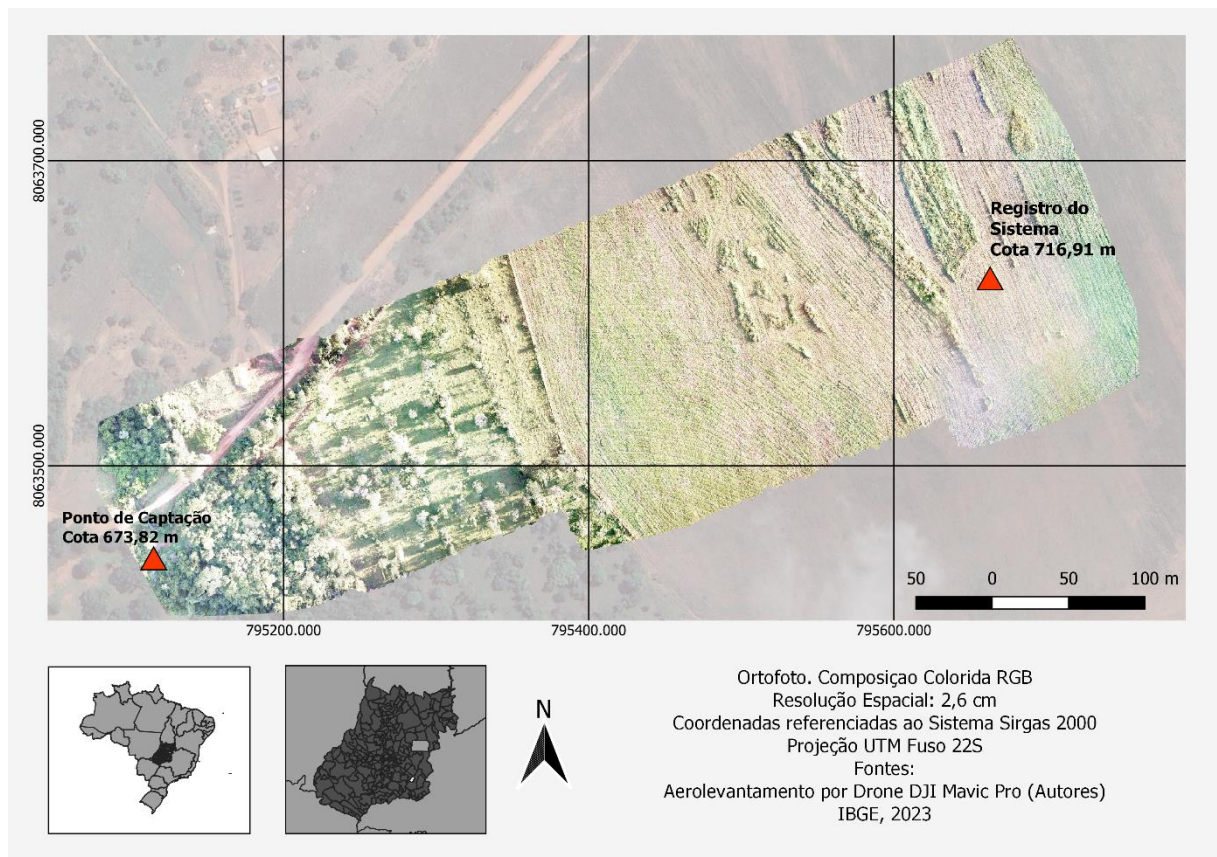 8063700.000
Registro do
Sistema
Cota 716,91 m
8063500.000
Ponto de Captação
Cota 673,82 m
50 0 50 100 m
795200.000 795400.000 795600.000
N
Ortofoto. Composiçao Colorida RGB
Resolução Espacial: 2,6 cm
Coordenadas referenciadas ao Sistema Sirgas 2000
Projeção UTM Fuso 22S
Fontes:
Aerolevantamento por Drone DJI Mavic Pro (Autores)
IBGE, 2023